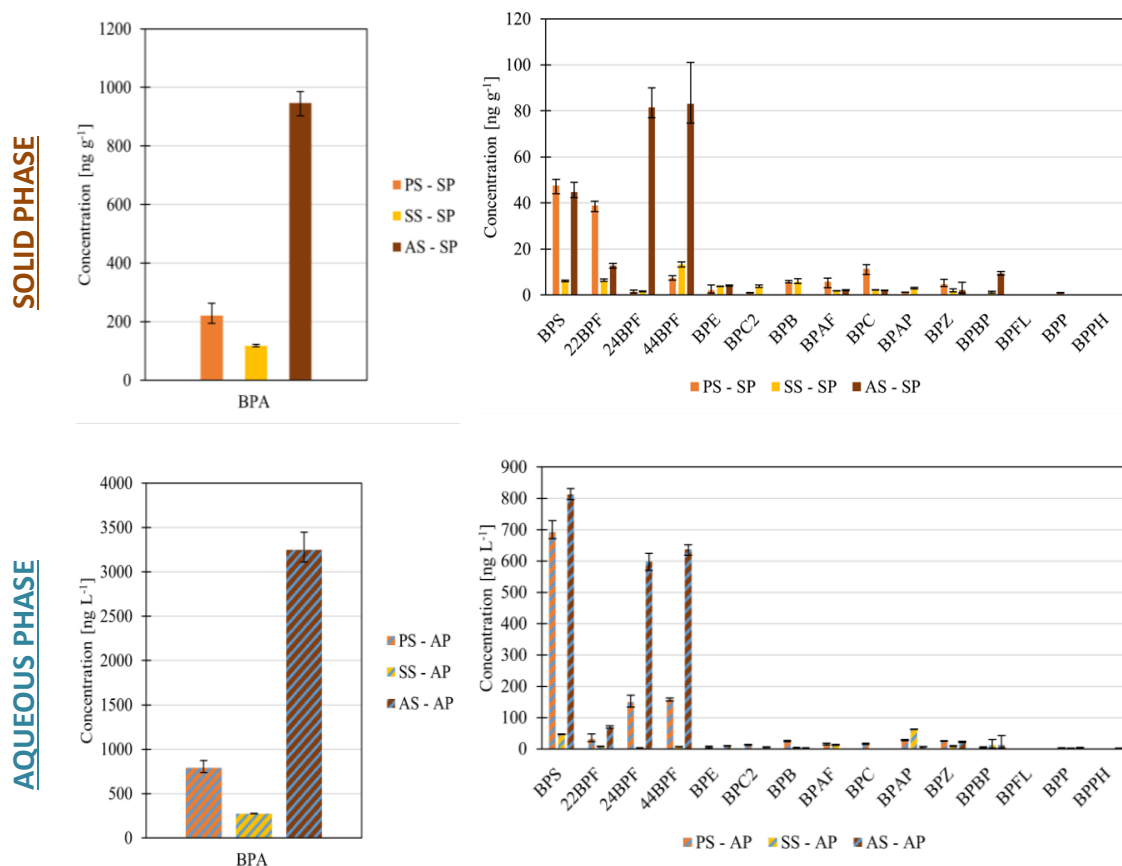 SOLID PHASE
Concentration [ng g⁻¹]
1200
1000
800
600
400
200
0
BPA
PS - SP
SS - SP
AS - SP
Concentration [ng g⁻¹]
120
100
80
60
40
20
0
BPS
22BPF
24BPF
44BPF
BPE
BPC2
BPB
BPAF
BPC
BPAP
BPZ
BPBP
BPFL
BPP
BPPH
PS - SP
SS - SP
AS - SP
AQUEOUS PHASE
Concentration [ng L⁻¹]
4000
3500
3000
2500
2000
1500
1000
500
0
BPA
PS - AP
SS - AP
AS - AP
Concentration [ng L⁻¹]
900
800
700
600
500
400
300
200
100
0
BPS
22BPF
24BPF
44BPF
BPE
BPC2
BPB
BPAF
BPC
BPAP
BPZ
BPBP
BPFL
BPP
BPPH
PS - AP
SS - AP
AS - AP